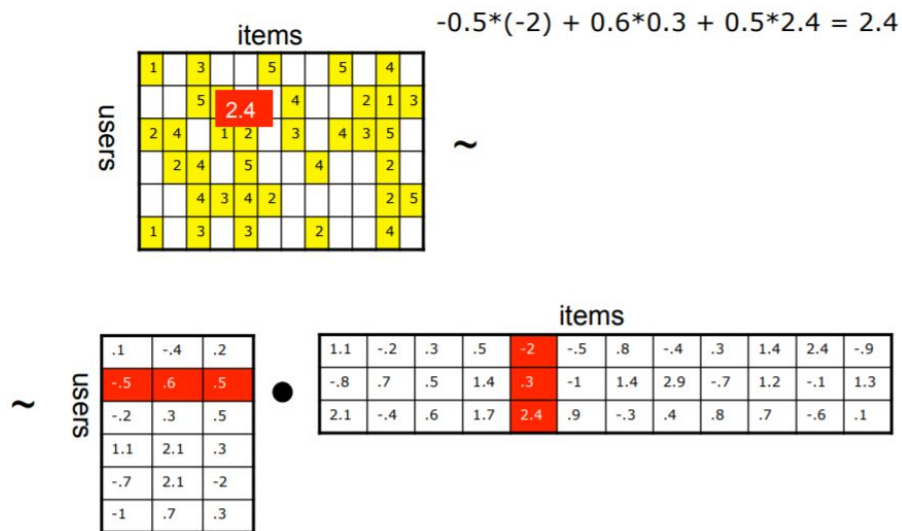 -0.5*(-2) + 0.6*0.3 + 0.5*2.4 = 2.4
items
users
1 3 5 5 4
5 2.4 4 2 1 3
2 4 1 2 3 4 3 5
2 4 5 4 2
4 3 4 2 2 5
1 3 3 2 4
~
~
users
.1 -.4 .2
-.5 .6 .5
-.2 .3 .5
1.1 2.1 .3
-.7 2.1 -2
-1 .7 .3
●
items
1.1 -.2 .3 .5 -2 -.5 .8 -.4 .3 1.4 2.4 -.9
-.8 .7 .5 1.4 .3 -1 1.4 2.9 -.7 1.2 -.1 1.3
2.1 -.4 .6 1.7 2.4 .9 -.3 .4 .8 .7 -.6 .1